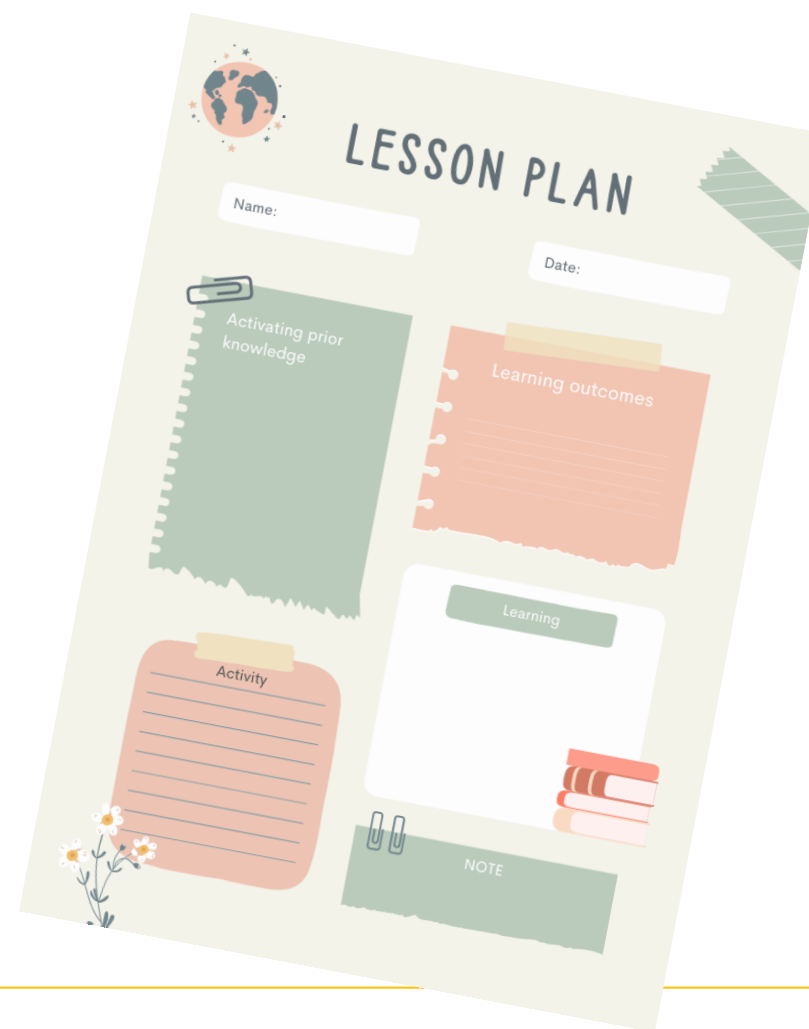 LESSON PLAN
Name:
Date:
Activating prior
knowledge
Learning outcomes
Learning
Activity
NOTE